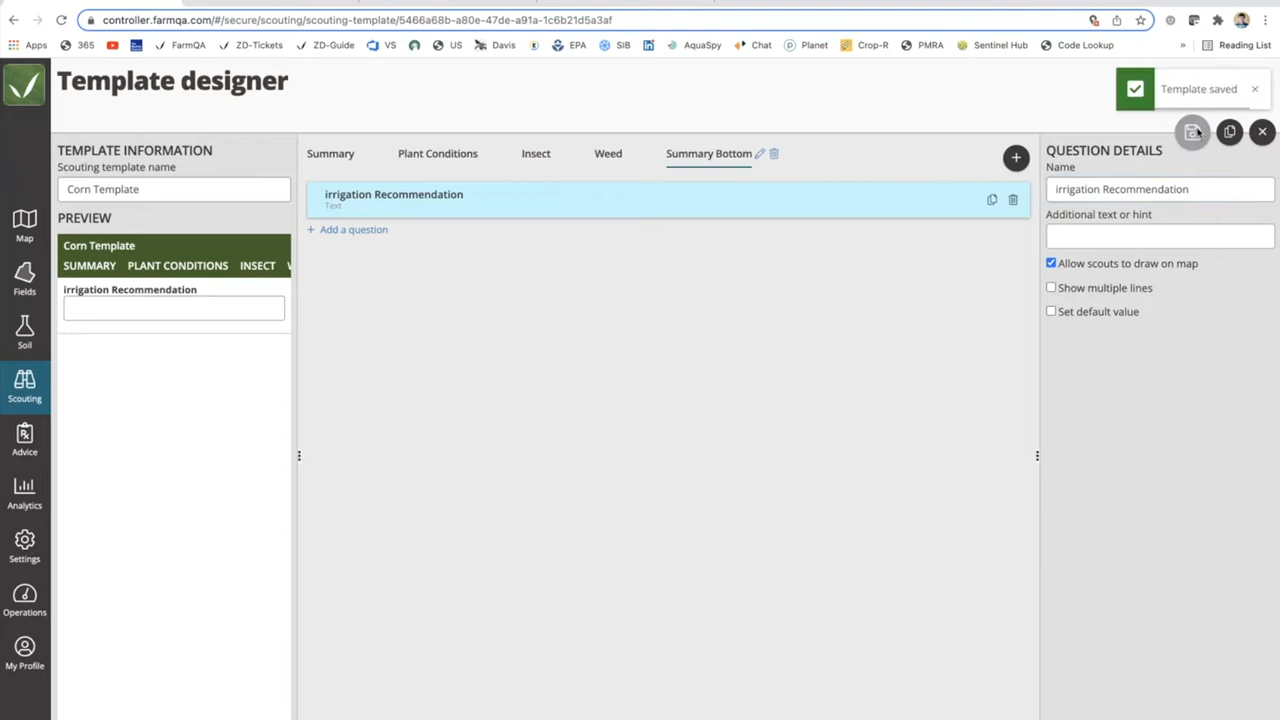 controller.farmqa.com/#/secure/scouting/scouting-template/5466a68b-a80e-47de-a91a-1c6b21d5a3af
Apps 365 FarmQA ZD-Tickets ZD-Guide VS US Davis EPA SIB AquaSpy Chat Planet Crop-R PMRA Sentinel Hub Code Lookup » Reading List
Template designer
Template saved
TEMPLATE INFORMATION
Scouting template name
Corn Template
PREVIEW
Corn Template
SUMMARY PLANT CONDITIONS INSECT
irrigation Recommendation
Summary Plant Conditions Insect Weed Summary Bottom
irrigation Recommendation
Text
+ Add a question
QUESTION DETAILS
Name
irrigation Recommendation
Additional text or hint
Allow scouts to draw on map
Show multiple lines
Set default value
Map
Fields
Soil
Scouting
Advice
Analytics
Settings
Operations
My Profile